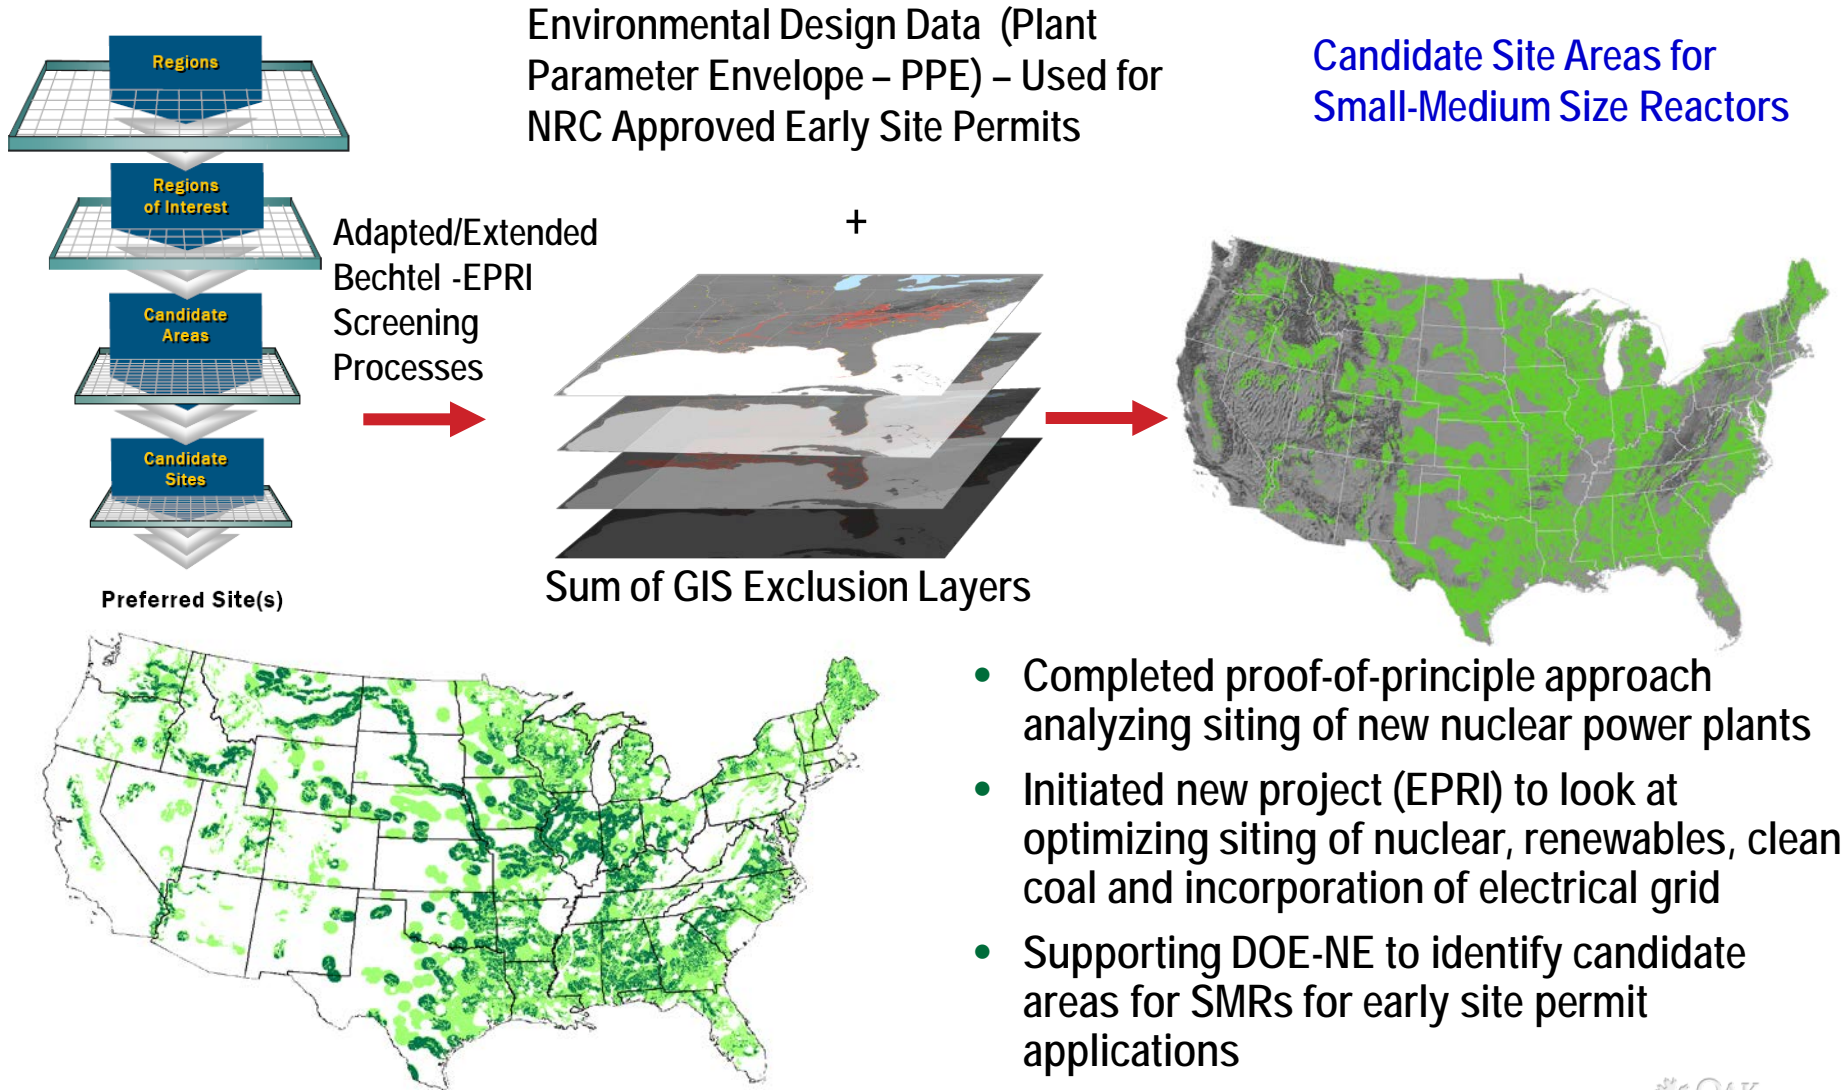 Regions
Regions
of Interest
Candidate
Areas
Candidate
Sites
Preferred Site(s)
Adapted/Extended
Bechtel -EPRI
Screening
Processes
Environmental Design Data (Plant
Parameter Envelope – PPE) – Used for
NRC Approved Early Site Permits
+
Sum of GIS Exclusion Layers
Candidate Site Areas for
Small-Medium Size Reactors
• Completed proof-of-principle approach
analyzing siting of new nuclear power plants
• Initiated new project (EPRI) to look at
optimizing siting of nuclear, renewables, clean
coal and incorporation of electrical grid
• Supporting DOE-NE to identify candidate
areas for SMRs for early site permit
applications